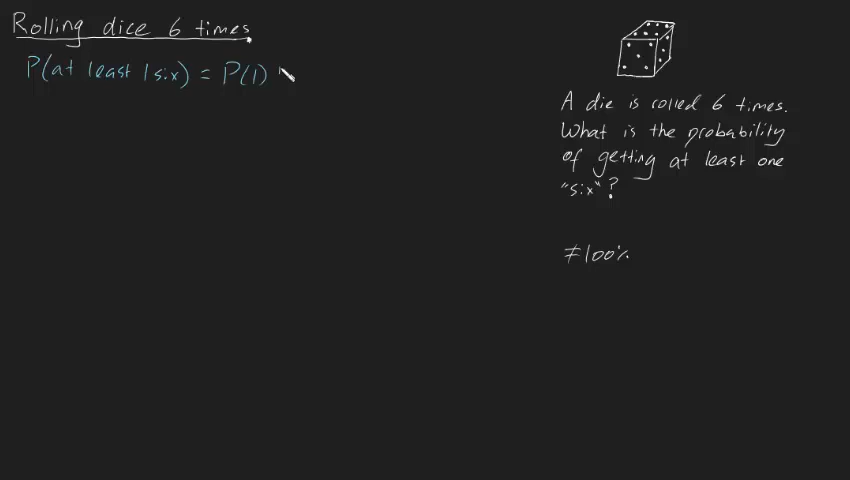 Rolling dice 6 times
P(at least 1 six) = P(1)
A die is rolled 6 times.
What is the probability
of getting at least one
"six"?
≠100%